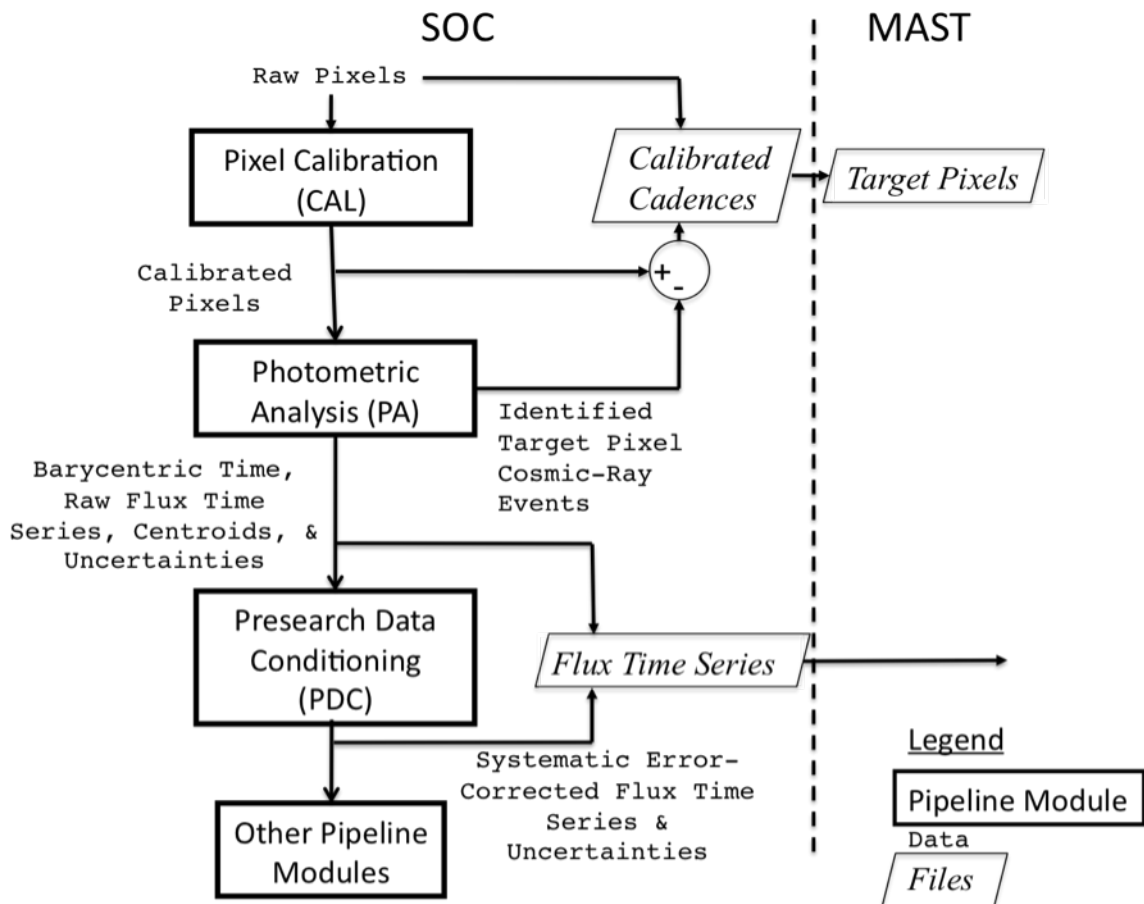 SOC
MAST
Raw Pixels
Pixel Calibration
(CAL)
Calibrated
Cadences
Target Pixels
Calibrated
Pixels
+
-
Photometric
Analysis (PA)
Identified
Target Pixel
Cosmic-Ray
Events
Barycentric Time,
Raw Flux Time
Series, Centroids, &
Uncertainties
Presearch Data
Conditioning
(PDC)
Flux Time Series
Systematic Error-
Corrected Flux Time
Series &
Uncertainties
Other Pipeline
Modules
Legend
Pipeline Module
Data
Files